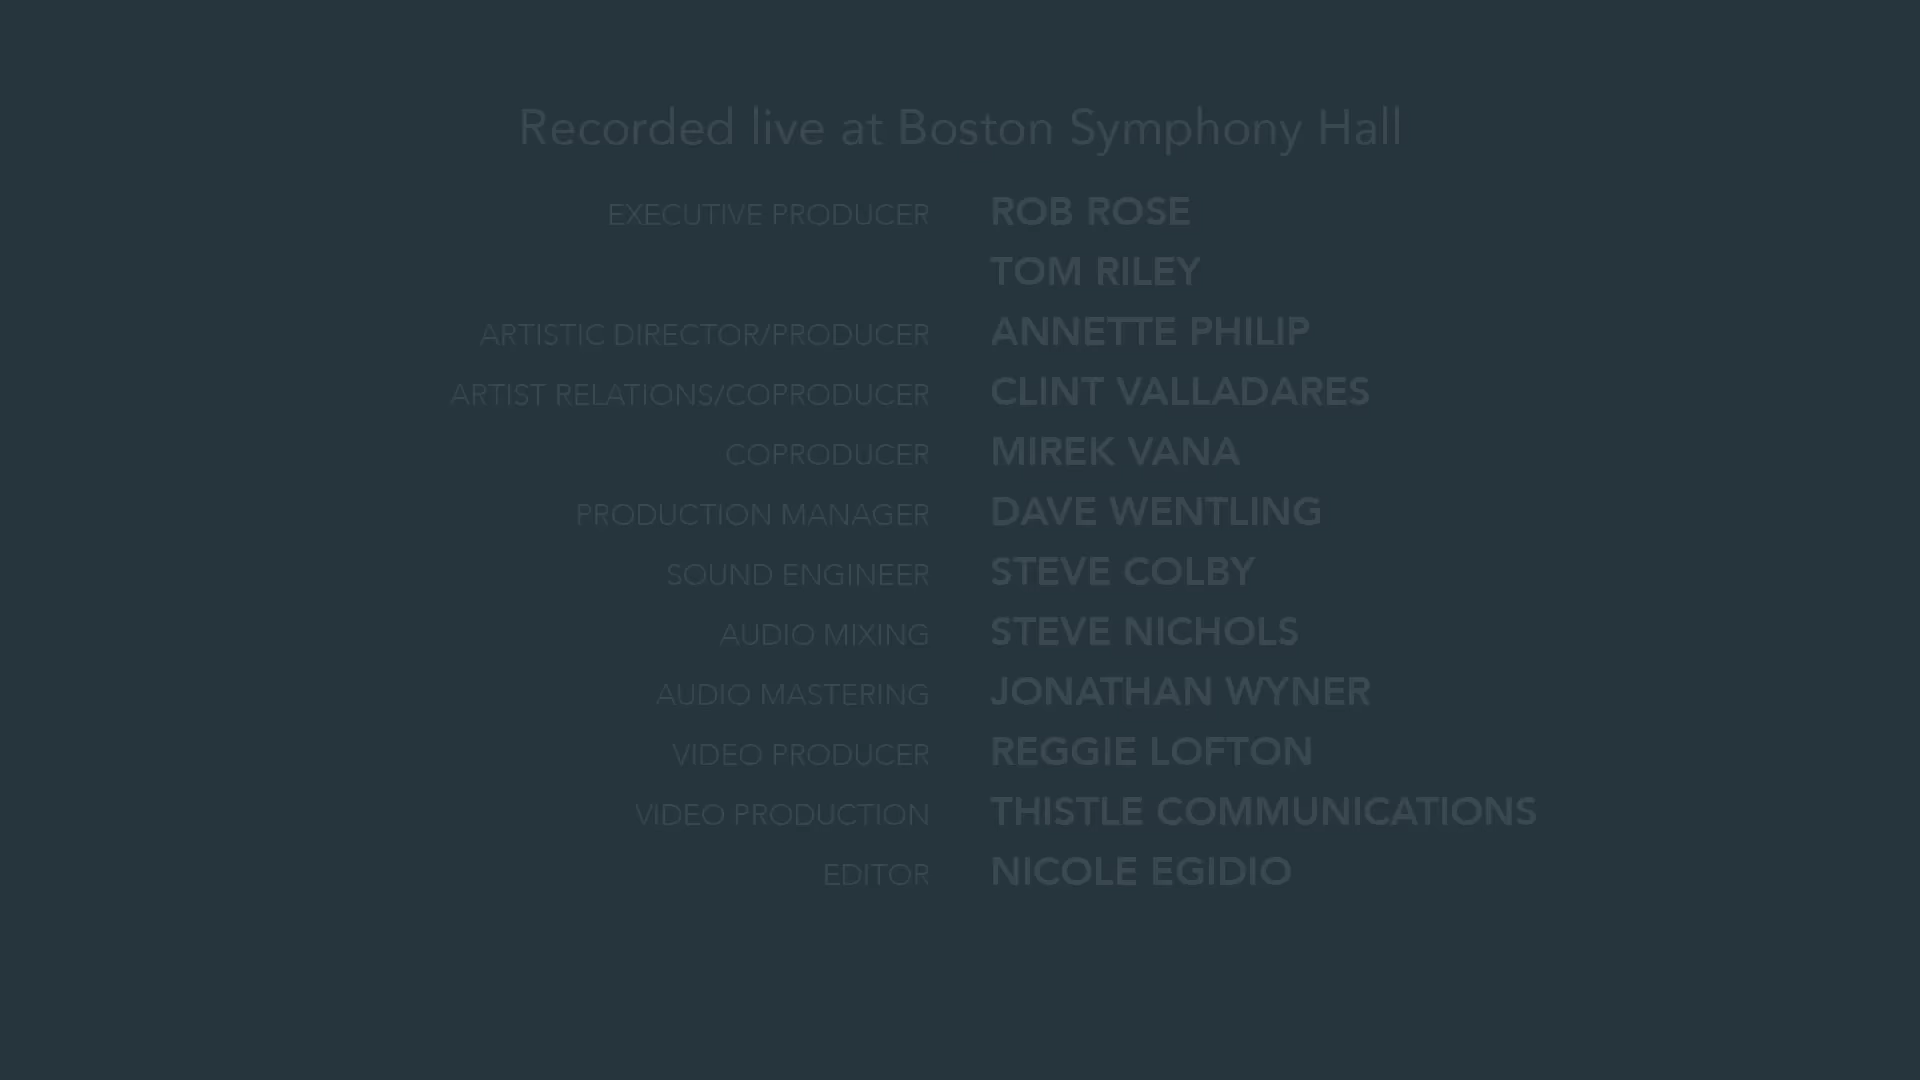 Recorded live at Boston Symphony Hall
EXECUTIVE PRODUCER ROB ROSE
TOM RILEY
ARTISTIC DIRECTOR/PRODUCER ANNETTE PHILIP
ARTIST RELATIONS/COPRODUCER CLINT VALLADARES
COPRODUCER MIREK VANA
PRODUCTION MANAGER DAVE WENTLING
SOUND ENGINEER STEVE COLBY
AUDIO MIXING STEVE NICHOLS
AUDIO MASTERING JONATHAN WYNER
VIDEO PRODUCER REGGIE LOFTON
VIDEO PRODUCTION THISTLE COMMUNICATIONS
EDITOR NICOLE EGIDIO